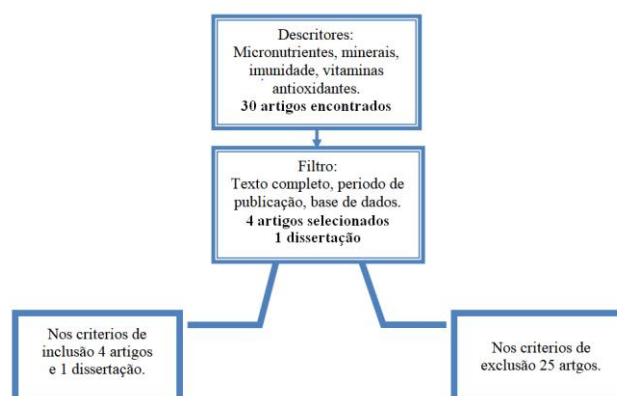 Descritores:
Micronutrientes, minerais,
imunidade, vitaminas
antioxidantes.
30 artigos encontrados
Filtro:
Texto completo, periodo de
publicação, base de dados.
4 artigos selecionados
1 dissertação
Nos criterios de
inclusão 4 artigos
e 1 dissertação.
Nos criterios de
exclusão 25 artgos.